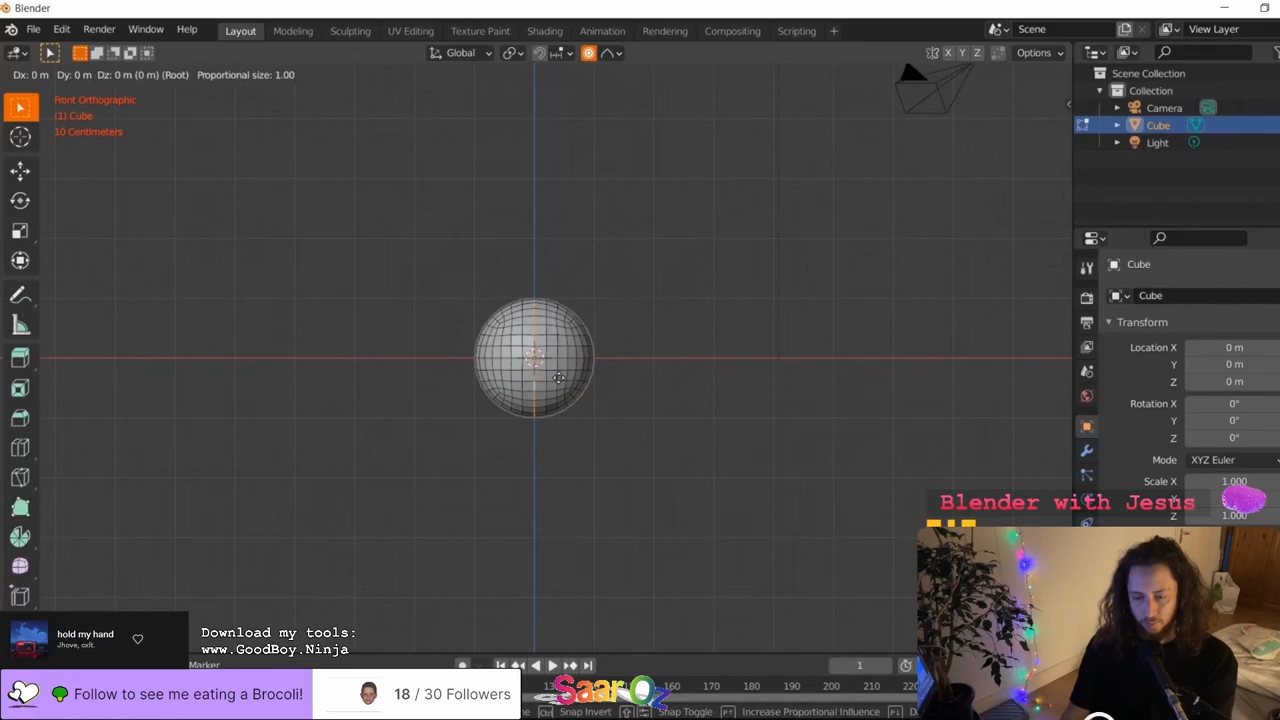 Blender
File Edit Render Window Help Layout Modeling Sculpting UV Editing Texture Paint Shading Animation Rendering Compositing Scripting + Scene View Layer
Global X Y Z Options
Dx: 0 m Dy: 0 m Dz: 0 m (0 m) (Root) Proportional size: 1.00
Front Orthographic
(1) Cube
10 Centimeters
Scene Collection
Collection
Camera
Cube
Light
Cube
Cube
Transform
Location X 0 m
Y 0 m
Z 0 m
Rotation X 0°
Y 0°
Z 0°
Mode XYZ Euler
Scale X 1.000
Z 1.000
Blender with Jesus
hold my hand
Jhove, cxlt.
Download my tools:
www.GoodBoy.Ninja
Marker
1
Follow to see me eating a Brocoli!
18 / 30 Followers
SaarOz
150 160 170 180 190 200 210 220
Ctrl Snap Invert Snap Toggle Increase Proportional Influence